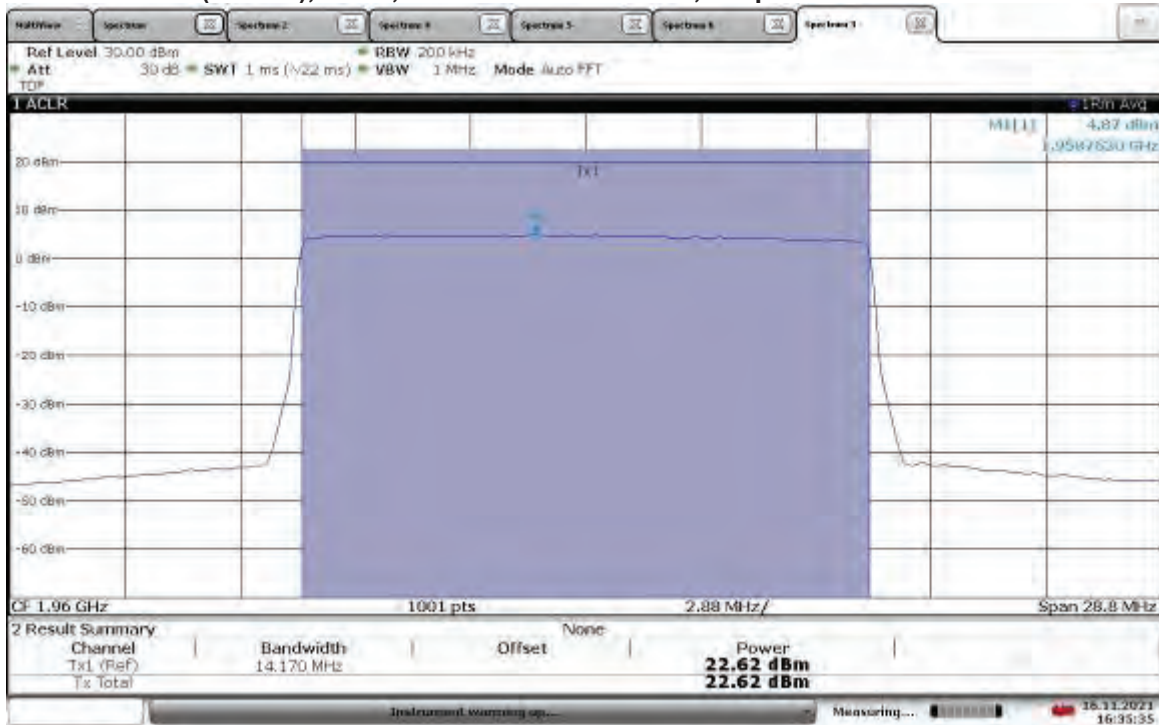 MultiView Spectrum Spectrum 2 Spectrum 4 Spectrum 5 Spectrum 6 Spectrum 3
Ref Level 30.00 dBm RBW 200 kHz
Att 30 dB SWT 1 ms (~22 ms) VBW 1 MHz Mode Auto FFT
TDF
1 ACLR 1Rm Avg
M1[1] 4.87 dBm
1.9587630 GHz
20 dBm
Tx1
10 dBm
0 dBm
-10 dBm
-20 dBm
-30 dBm
-40 dBm
-50 dBm
-60 dBm
CF 1.96 GHz 1001 pts 2.88 MHz/ Span 28.8 MHz
2 Result Summary None
Channel Bandwidth Offset Power
Tx1 (Ref) 14.170 MHz 22.62 dBm
Tx Total 22.62 dBm
Instrument warming up... Measuring... 16.11.2021
16:35:35